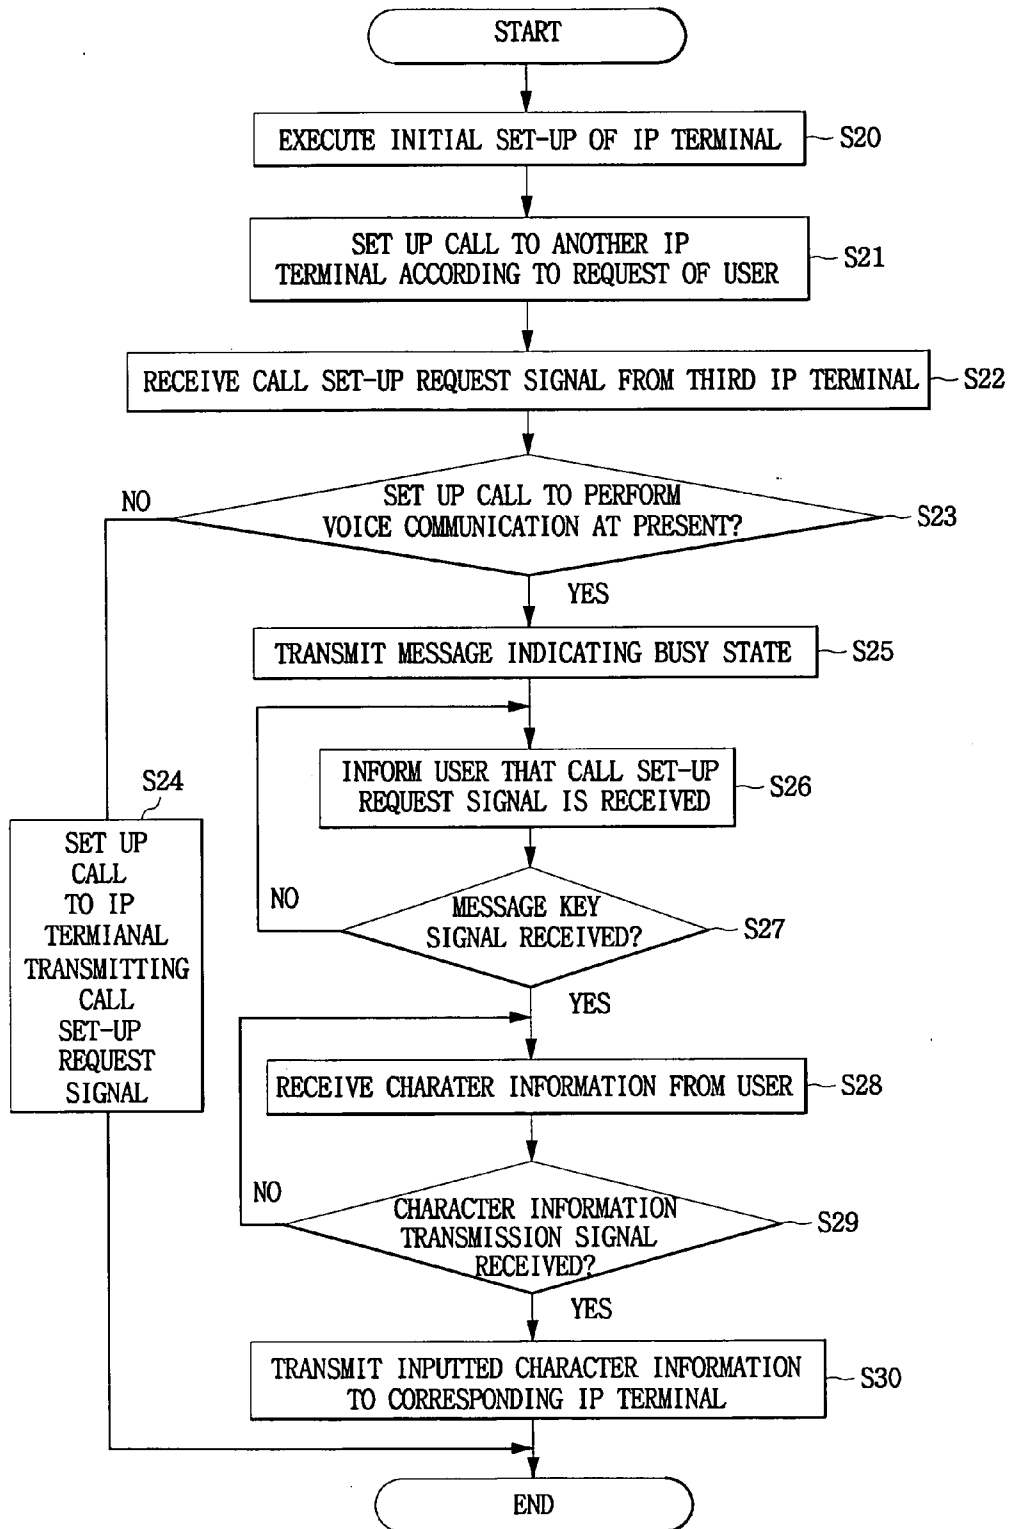 START
EXECUTE INITIAL SET-UP OF IP TERMINAL
S20
SET UP CALL TO ANOTHER IP
TERMINAL ACCORDING TO REQUEST OF USER
S21
RECEIVE CALL SET-UP REQUEST SIGNAL FROM THIRD IP TERMINAL
S22
SET UP CALL TO PERFORM
VOICE COMMUNICATION AT PRESENT?
S23
NO
YES
TRANSMIT MESSAGE INDICATING BUSY STATE
S25
INFORM USER THAT CALL SET-UP
REQUEST SIGNAL IS RECEIVED
S26
S24
SET UP
CALL
TO IP
TERMIANAL
TRANSMITTING
CALL
SET-UP
REQUEST
SIGNAL
MESSAGE KEY
SIGNAL RECEIVED?
S27
NO
YES
RECEIVE CHARATER INFORMATION FROM USER
S28
CHARACTER INFORMATION
TRANSMISSION SIGNAL
RECEIVED?
S29
NO
YES
TRANSMIT INPUTTED CHARACTER INFORMATION
TO CORRESPONDING IP TERMINAL
S30
END